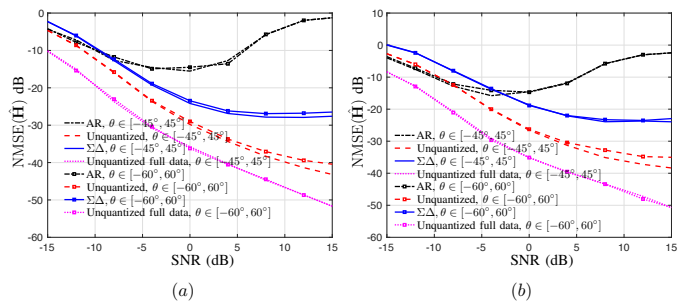 0
-10
-20
-30
-40
-50
-60
NMSE(Ĥ) dB
AR, θ ∈ [−45°, 45°]
Unquantized, θ ∈ [−45°, 45°]
ΣΔ, θ ∈ [−45°, 45°]
Unquantized full data, θ ∈ [−45°, 45°]
AR, θ ∈ [−60°, 60°]
Unquantized, θ ∈ [−60°, 60°]
ΣΔ, θ ∈ [−60°, 60°]
Unquantized full data, θ ∈ [−60°, 60°]
-15 -10 -5 0 5 10 15
SNR (dB)
(a)
10
0
-10
-20
-30
-40
-50
-60
NMSE(Ĥ) dB
AR, θ ∈ [−45°, 45°]
Unquantized, θ ∈ [−45°, 45°]
ΣΔ, θ ∈ [−45°, 45°]
Unquantized full data, θ ∈ [−45°, 45°]
AR, θ ∈ [−60°, 60°]
Unquantized, θ ∈ [−60°, 60°]
ΣΔ, θ ∈ [−60°, 60°]
Unquantized full data, θ ∈ [−60°, 60°]
-15 -10 -5 0 5 10 15
SNR (dB)
(b)